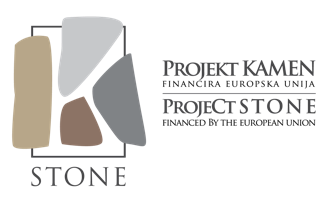 STONE
PROJEKT KAMEN
FINANCIRA EUROPSKA UNIJA
PROJECT STONE
FINANCED BY THE EUROPEAN UNION